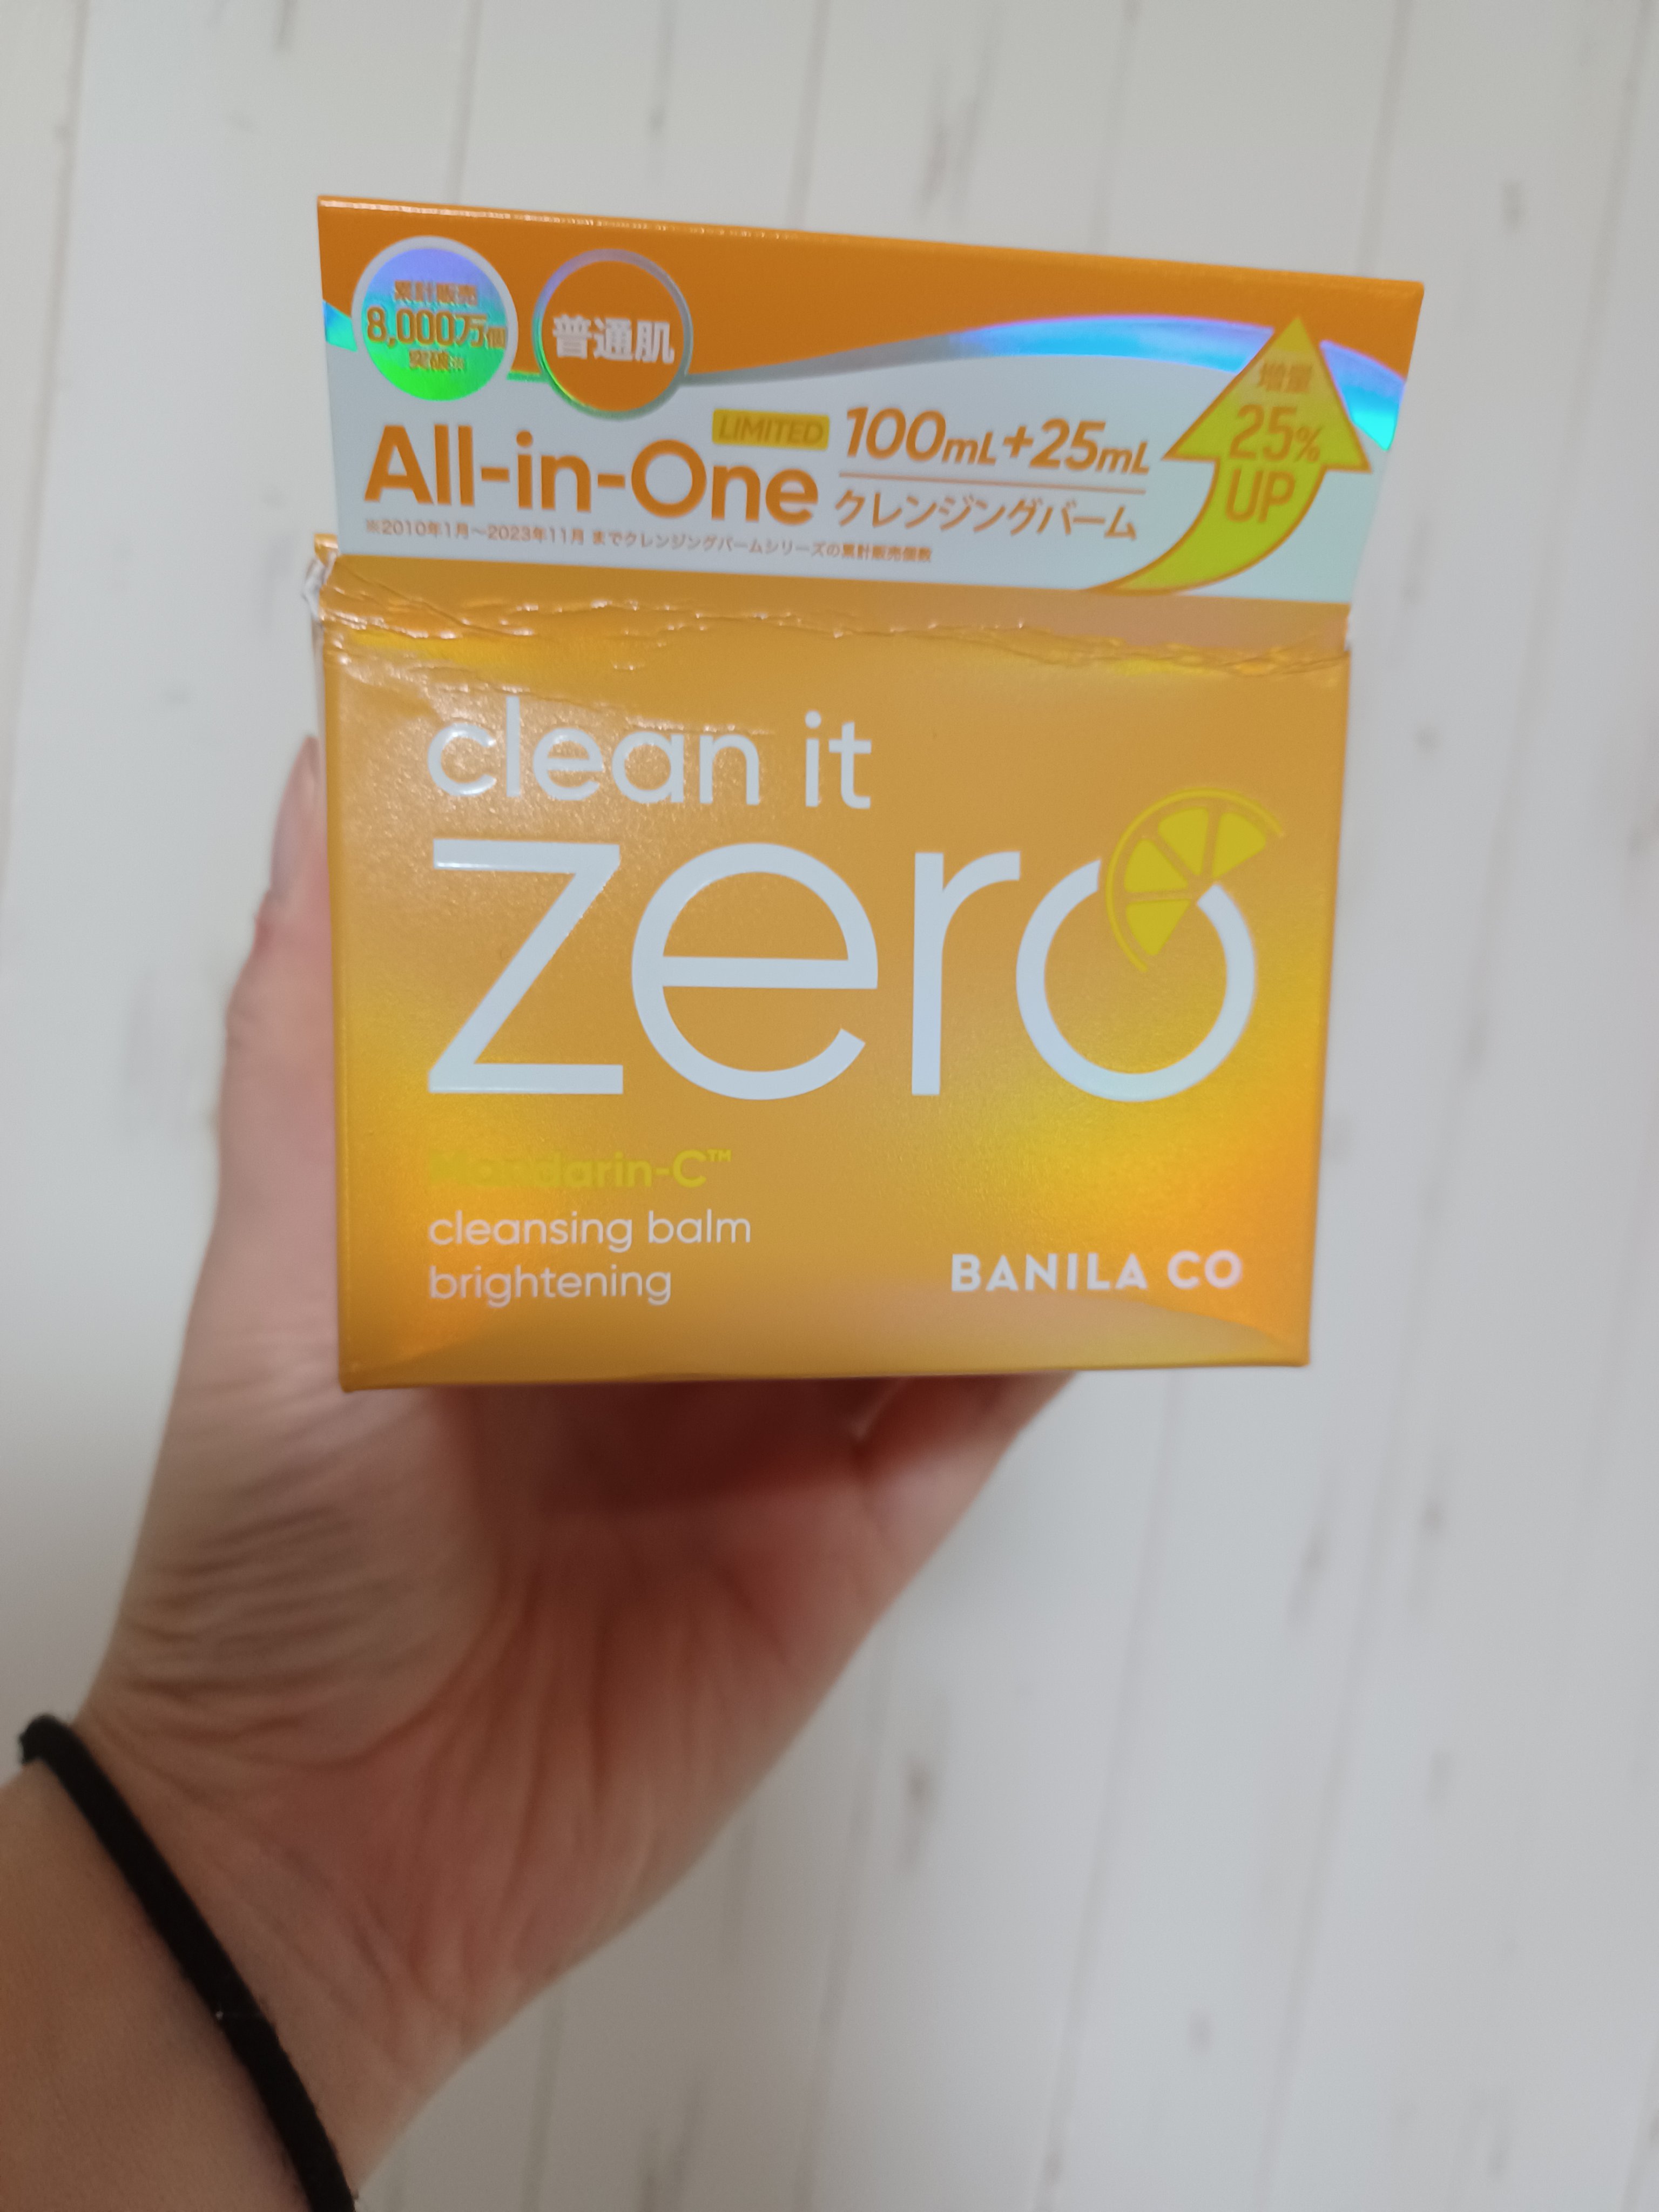 累計販売
8,000万個
突破※
普通肌
増量
25%
UP
LIMITED
All-in-One
100mL+25mL
クレンジングバーム
※2010年1月～2023年11月 までクレンジングバームシリーズの累計販売個数
clean it
zero
Mandarin-C™
cleansing balm
brightening
BANILA CO